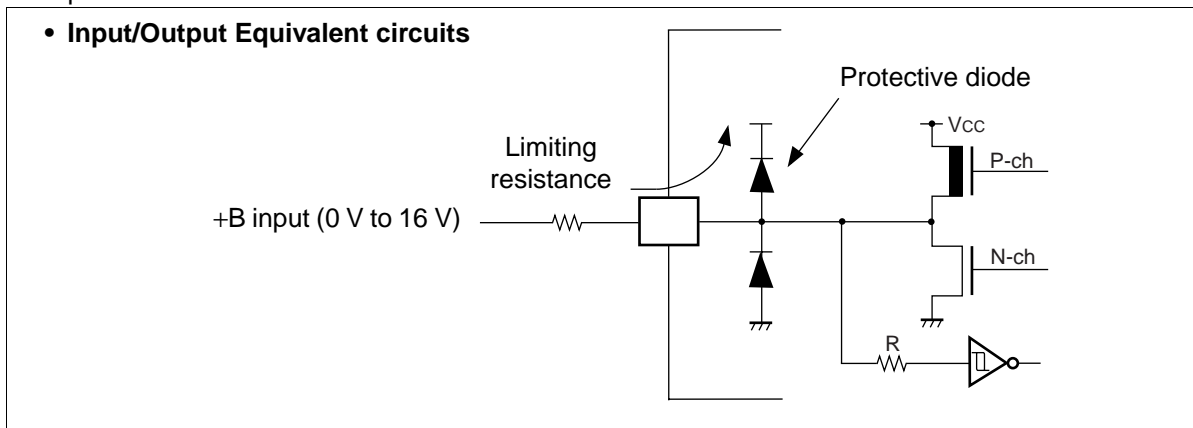 • Input/Output Equivalent circuits
Protective diode
Vcc
Limiting
resistance
P-ch
+B input (0 V to 16 V)
N-ch
R